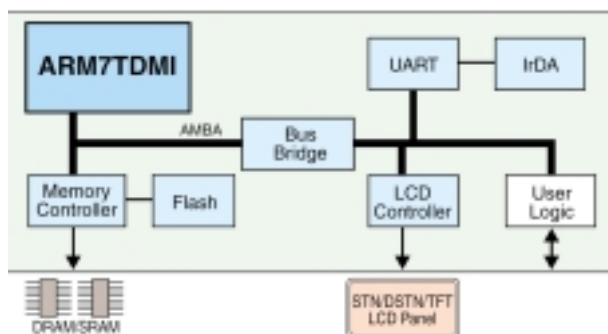 ARM7TDMI
UART
IrDA
AMBA
Bus
Bridge
Memory
Controller
Flash
LCD
Controller
User
Logic
DRAM/SRAM
STN/DSTN/TFT
LCD Panel